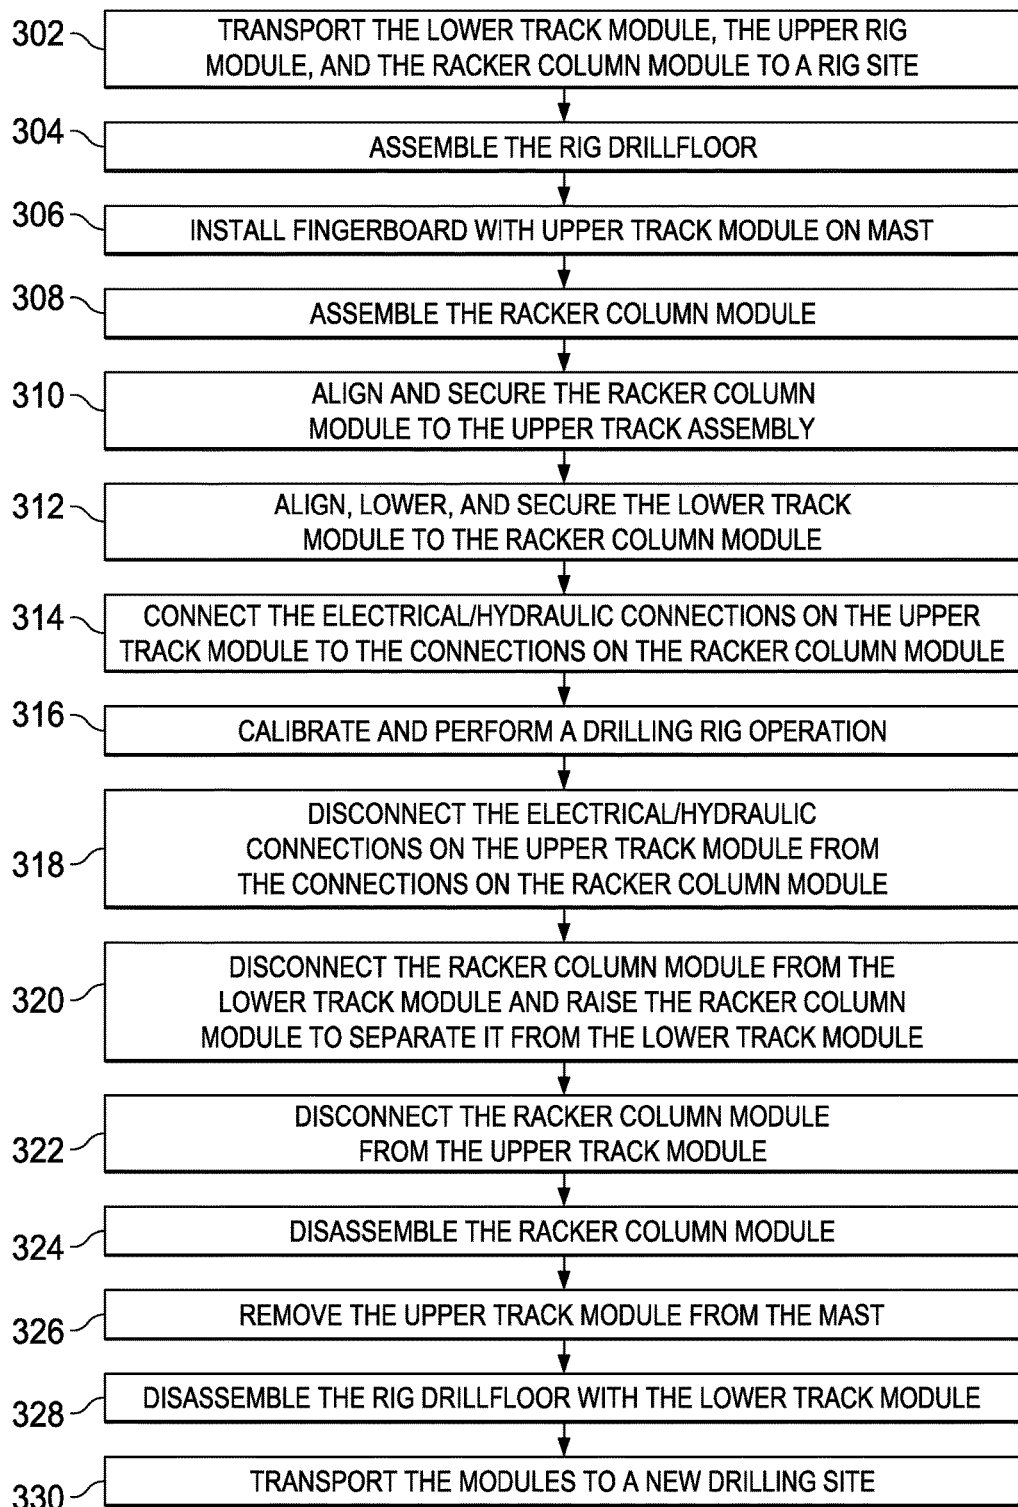 302
TRANSPORT THE LOWER TRACK MODULE, THE UPPER RIG
MODULE, AND THE RACKER COLUMN MODULE TO A RIG SITE
304
ASSEMBLE THE RIG DRILLFLOOR
306
INSTALL FINGERBOARD WITH UPPER TRACK MODULE ON MAST
308
ASSEMBLE THE RACKER COLUMN MODULE
310
ALIGN AND SECURE THE RACKER COLUMN
MODULE TO THE UPPER TRACK ASSEMBLY
312
ALIGN, LOWER, AND SECURE THE LOWER TRACK
MODULE TO THE RACKER COLUMN MODULE
314
CONNECT THE ELECTRICAL/HYDRAULIC CONNECTIONS ON THE UPPER
TRACK MODULE TO THE CONNECTIONS ON THE RACKER COLUMN MODULE
316
CALIBRATE AND PERFORM A DRILLING RIG OPERATION
318
DISCONNECT THE ELECTRICAL/HYDRAULIC
CONNECTIONS ON THE UPPER TRACK MODULE FROM
THE CONNECTIONS ON THE RACKER COLUMN MODULE
320
DISCONNECT THE RACKER COLUMN MODULE FROM THE
LOWER TRACK MODULE AND RAISE THE RACKER COLUMN
MODULE TO SEPARATE IT FROM THE LOWER TRACK MODULE
322
DISCONNECT THE RACKER COLUMN MODULE
FROM THE UPPER TRACK MODULE
324
DISASSEMBLE THE RACKER COLUMN MODULE
326
REMOVE THE UPPER TRACK MODULE FROM THE MAST
328
DISASSEMBLE THE RIG DRILLFLOOR WITH THE LOWER TRACK MODULE
330
TRANSPORT THE MODULES TO A NEW DRILLING SITE